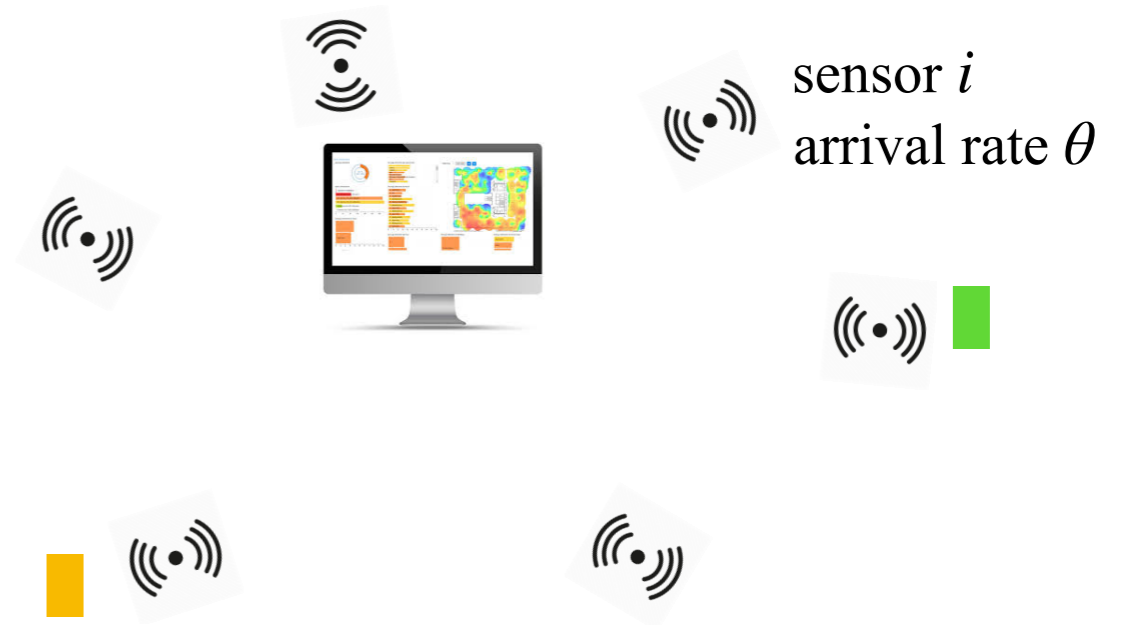 sensor i
arrival rate θ